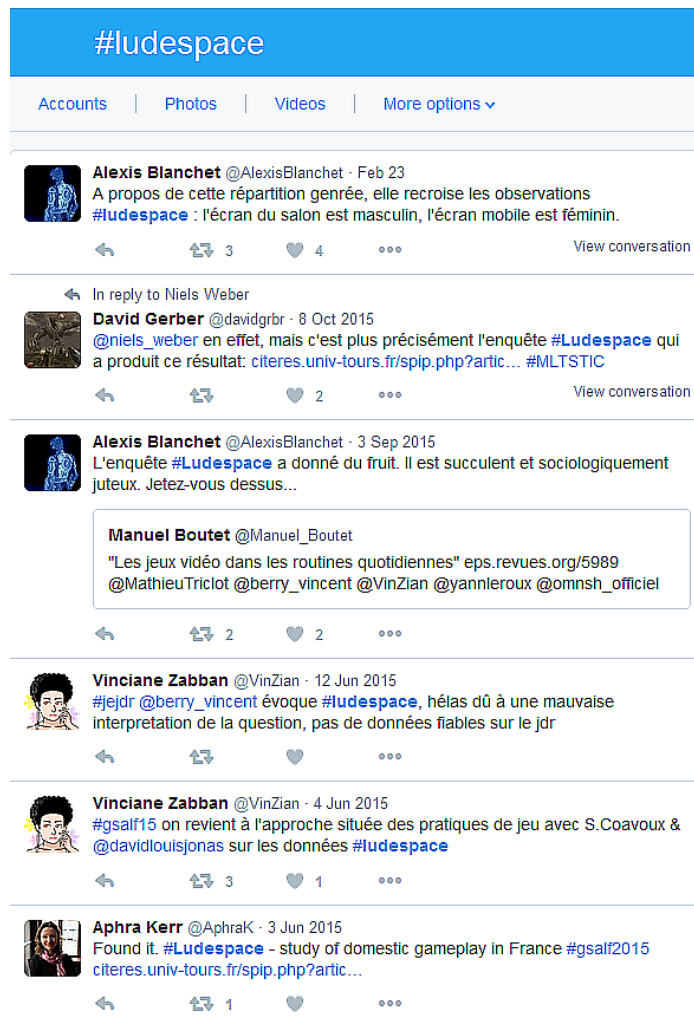 #ludespace
Accounts | Photos | Videos | More options
Alexis Blanchet @AlexisBlanchet · Feb 23
A propos de cette répartition genrée, elle recroise les observations
#ludespace : l'écran du salon est masculin, l'écran mobile est féminin.
3 4 View conversation
In reply to Niels Weber
David Gerber @davidgrbr · 8 Oct 2015
@niels_weber en effet, mais c'est plus précisément l'enquête #Ludespace qui
a produit ce résultat: citeres.univ-tours.fr/spip.php?artic… #MLTSTIC
2 View conversation
Alexis Blanchet @AlexisBlanchet · 3 Sep 2015
L'enquête #Ludespace a donné du fruit. Il est succulent et sociologiquement
juteux. Jetez-vous dessus...
Manuel Boutet @Manuel_Boutet
"Les jeux vidéo dans les routines quotidiennes" eps.revues.org/5989
@MathieuTriclot @berry_vincent @VinZian @yannleroux @omnsh_officiel
2 2
Vinciane Zabban @VinZian · 12 Jun 2015
#jejdr @berry_vincent évoque #ludespace, hélas dû à une mauvaise
interpretation de la question, pas de données fiables sur le jdr
Vinciane Zabban @VinZian · 4 Jun 2015
#gsalf15 on revient à l'approche située des pratiques de jeu avec S.Coavoux &
@davidlouisjonas sur les données #ludespace
3 1
Aphra Kerr @AphraK · 3 Jun 2015
Found it. #Ludespace - study of domestic gameplay in France #gsalf2015
citeres.univ-tours.fr/spip.php?artic…
1